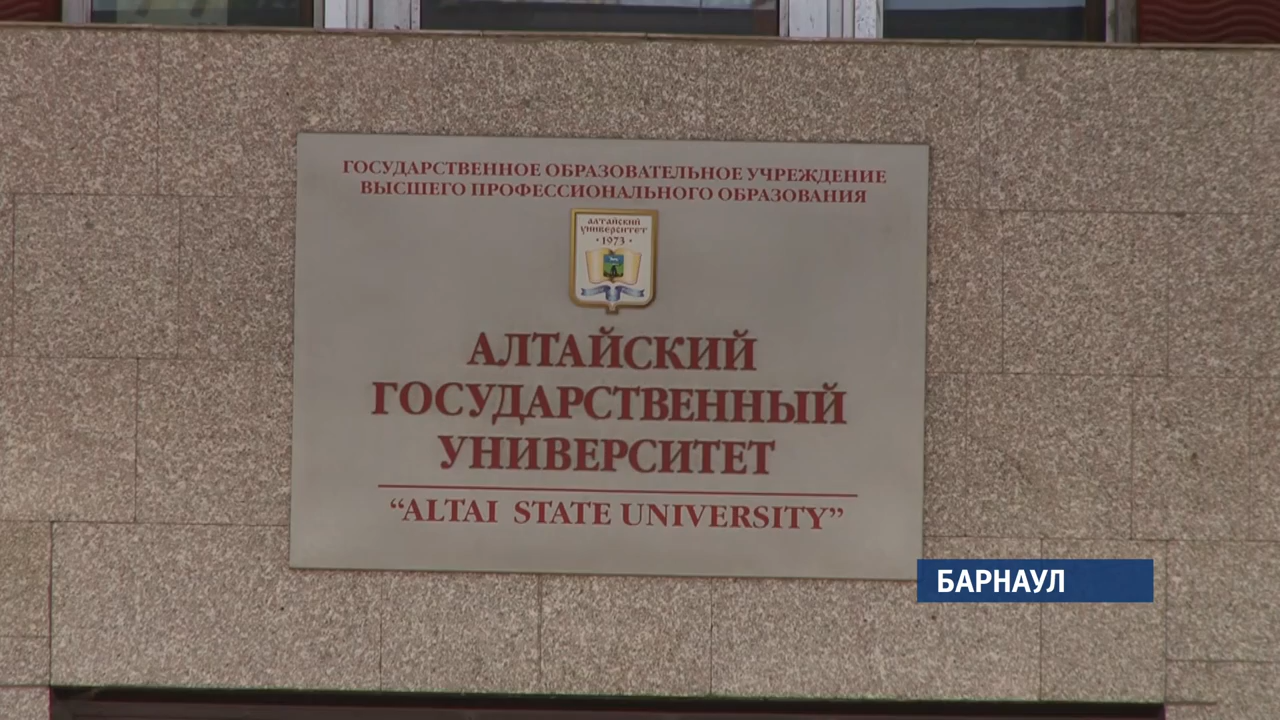 ГОСУДАРСТВЕННОЕ ОБРАЗОВАТЕЛЬНОЕ УЧРЕЖДЕНИЕ
ВЫСШЕГО ПРОФЕССИОНАЛЬНОГО ОБРАЗОВАНИЯ
АЛТАЙСКИЙ
УНИВЕРСИТЕТ
• 1973 •
АЛТАЙСКИЙ
ГОСУДАРСТВЕННЫЙ
УНИВЕРСИТЕТ
“ALTAI STATE UNIVERSITY”
БАРНАУЛ